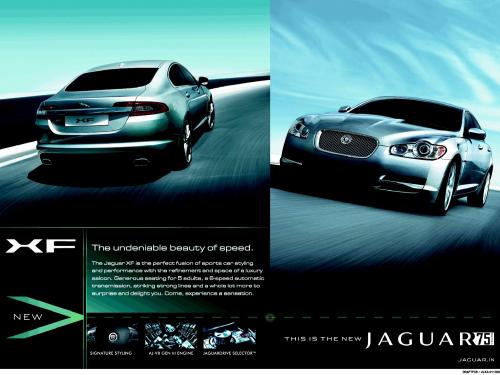 XF
XF
The undeniable beauty of speed.
The Jaguar XF is the perfect fusion of sports car styling
and performance with the refinement and space of a luxury
saloon. Generous seating for 5 adults, a 6-speed automatic
transmission, striking strong lines and a whole lot more to
surprise and delight you. Come, experience a sensation.
NEW
SIGNATURE STYLING
AJ-V8 GEN III ENGINE
JAGUARDRIVE SELECTOR™
THIS IS THE NEW JAGUAR 75
JAGUAR.IN